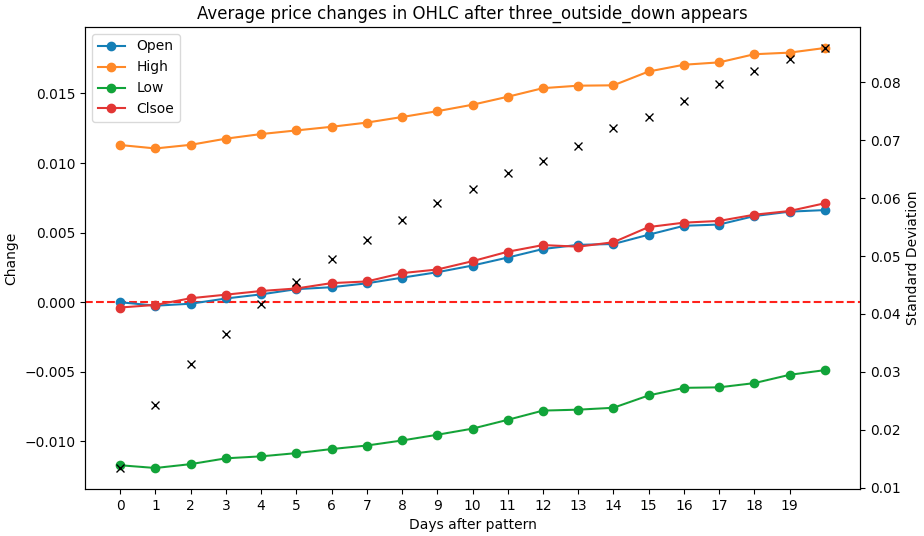 Average price changes in OHLC after three_outside_down appears
Open
High
Low
Clsoe
Change
0.015
0.010
0.005
0.000
−0.005
−0.010
Standard Deviation
0.08
0.07
0.06
0.05
0.04
0.03
0.02
0.01
0 1 2 3 4 5 6 7 8 9 10 11 12 13 14 15 16 17 18 19
Days after pattern